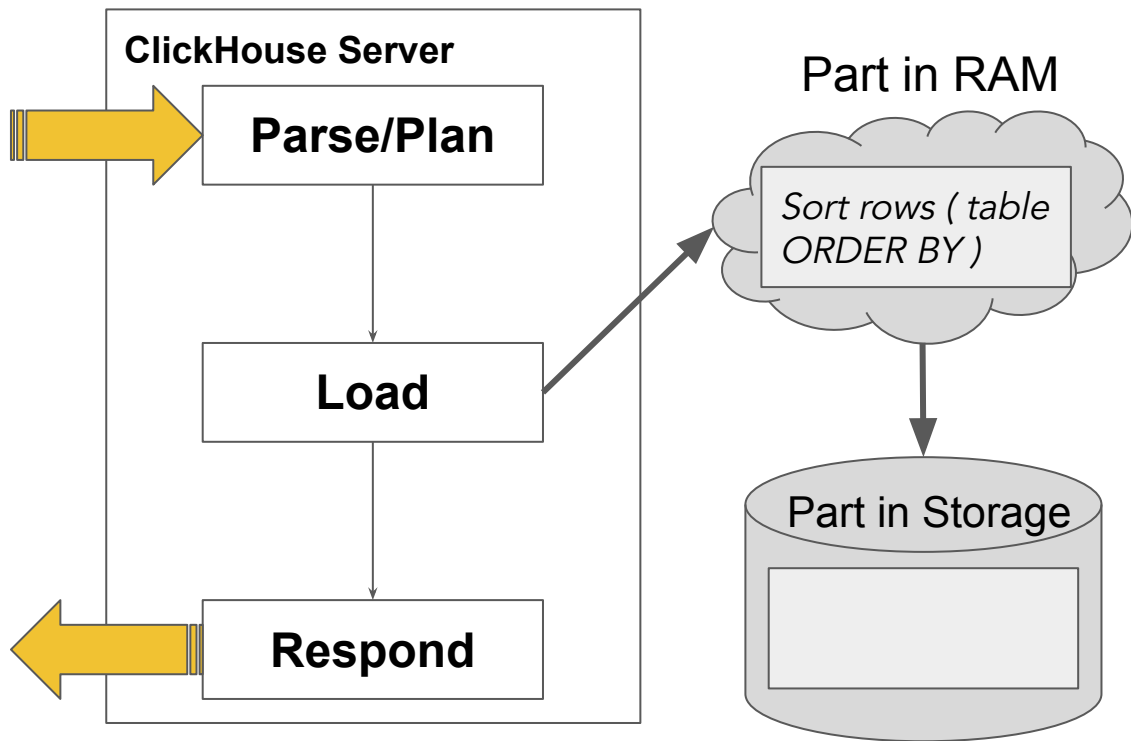 ClickHouse Server
Parse/Plan
Load
Respond
Part in RAM
Sort rows ( table
ORDER BY )
Part in Storage